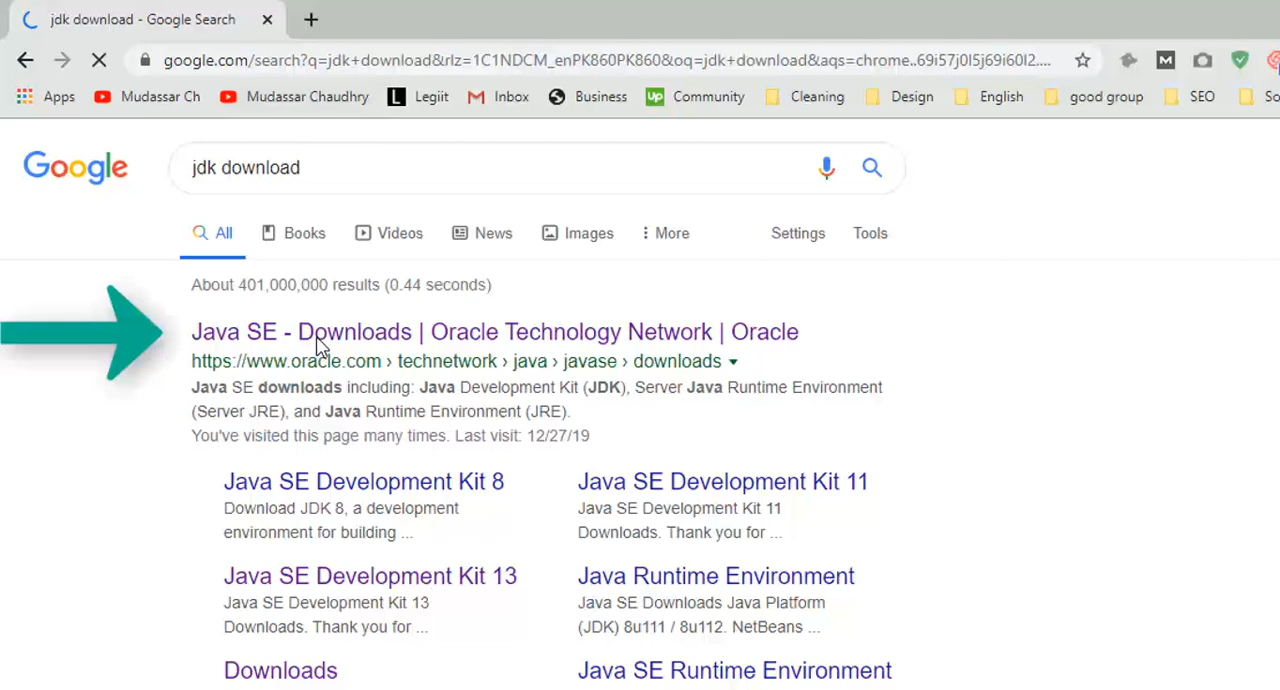 jdk download - Google Search
google.com/search?q=jdk+download&rlz=1C1NDCM_enPK860PK860&oq=jdk+download&aqs=chrome..69i57j0l5j69i60l2....
Apps Mudassar Ch Mudassar Chaudhry Legiit Inbox Business Community Cleaning Design English good group SEO So
Google jdk download
All Books Videos News Images More Settings Tools
About 401,000,000 results (0.44 seconds)
Java SE - Downloads | Oracle Technology Network | Oracle
https://www.oracle.com › technetwork › java › javase › downloads
Java SE downloads including: Java Development Kit (JDK), Server Java Runtime Environment
(Server JRE), and Java Runtime Environment (JRE).
You've visited this page many times. Last visit: 12/27/19
Java SE Development Kit 8
Download JDK 8, a development
environment for building ...
Java SE Development Kit 11
Java SE Development Kit 11
Downloads. Thank you for ...
Java SE Development Kit 13
Java SE Development Kit 13
Downloads. Thank you for ...
Java Runtime Environment
Java SE Downloads Java Platform
(JDK) 8u111 / 8u112. NetBeans ...
Downloads
Java SE Runtime Environment